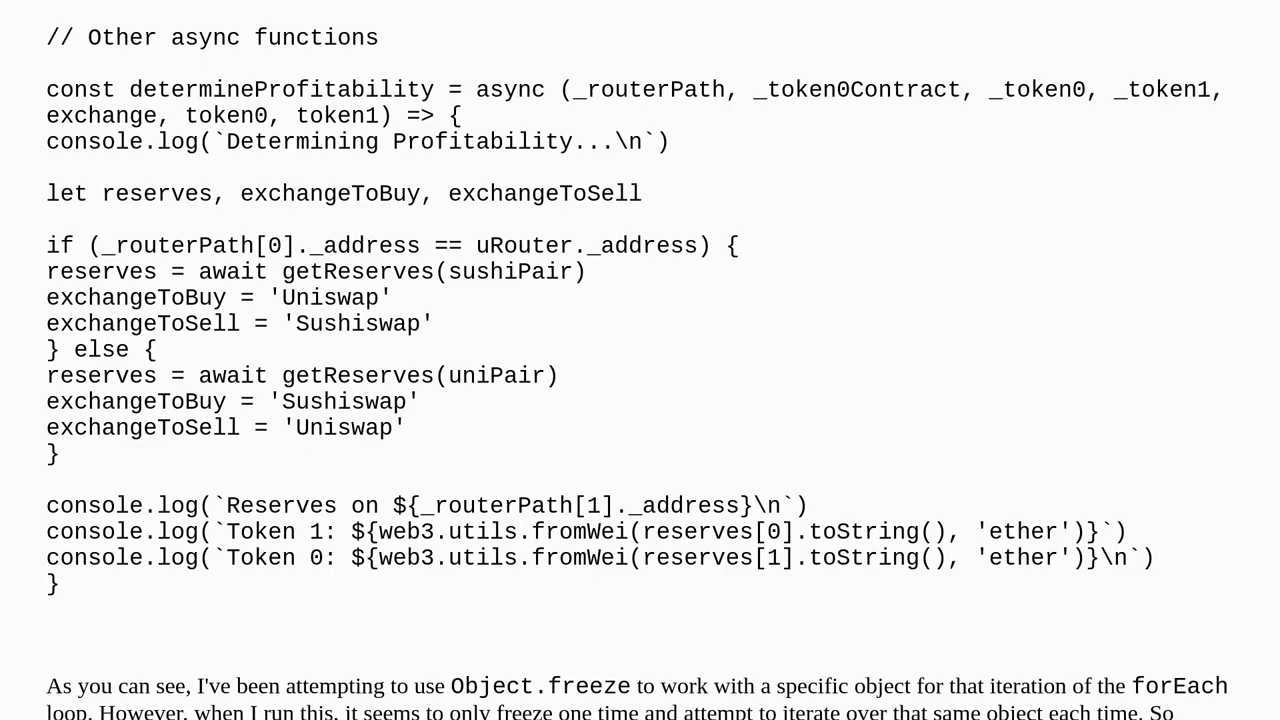 // Other async functions
const determineProfitability = async (_routerPath, _token0Contract, _token0, _token1,
exchange, token0, token1) => {
console.log(`Determining Profitability...\n`)
let reserves, exchangeToBuy, exchangeToSell
if (_routerPath[0]._address == uRouter._address) {
reserves = await getReserves(sushiPair)
exchangeToBuy = 'Uniswap'
exchangeToSell = 'Sushiswap'
} else {
reserves = await getReserves(uniPair)
exchangeToBuy = 'Sushiswap'
exchangeToSell = 'Uniswap'
}
console.log(`Reserves on ${_routerPath[1]._address}\n`)
console.log(`Token 1: ${web3.utils.fromWei(reserves[0].toString(), 'ether')}`)
console.log(`Token 0: ${web3.utils.fromWei(reserves[1].toString(), 'ether')}\n`)
}
As you can see, I've been attempting to use Object.freeze to work with a specific object for that iteration of the forEach
loop. However, when I run this, it seems to only freeze one time and attempt to iterate over that same object each time. So